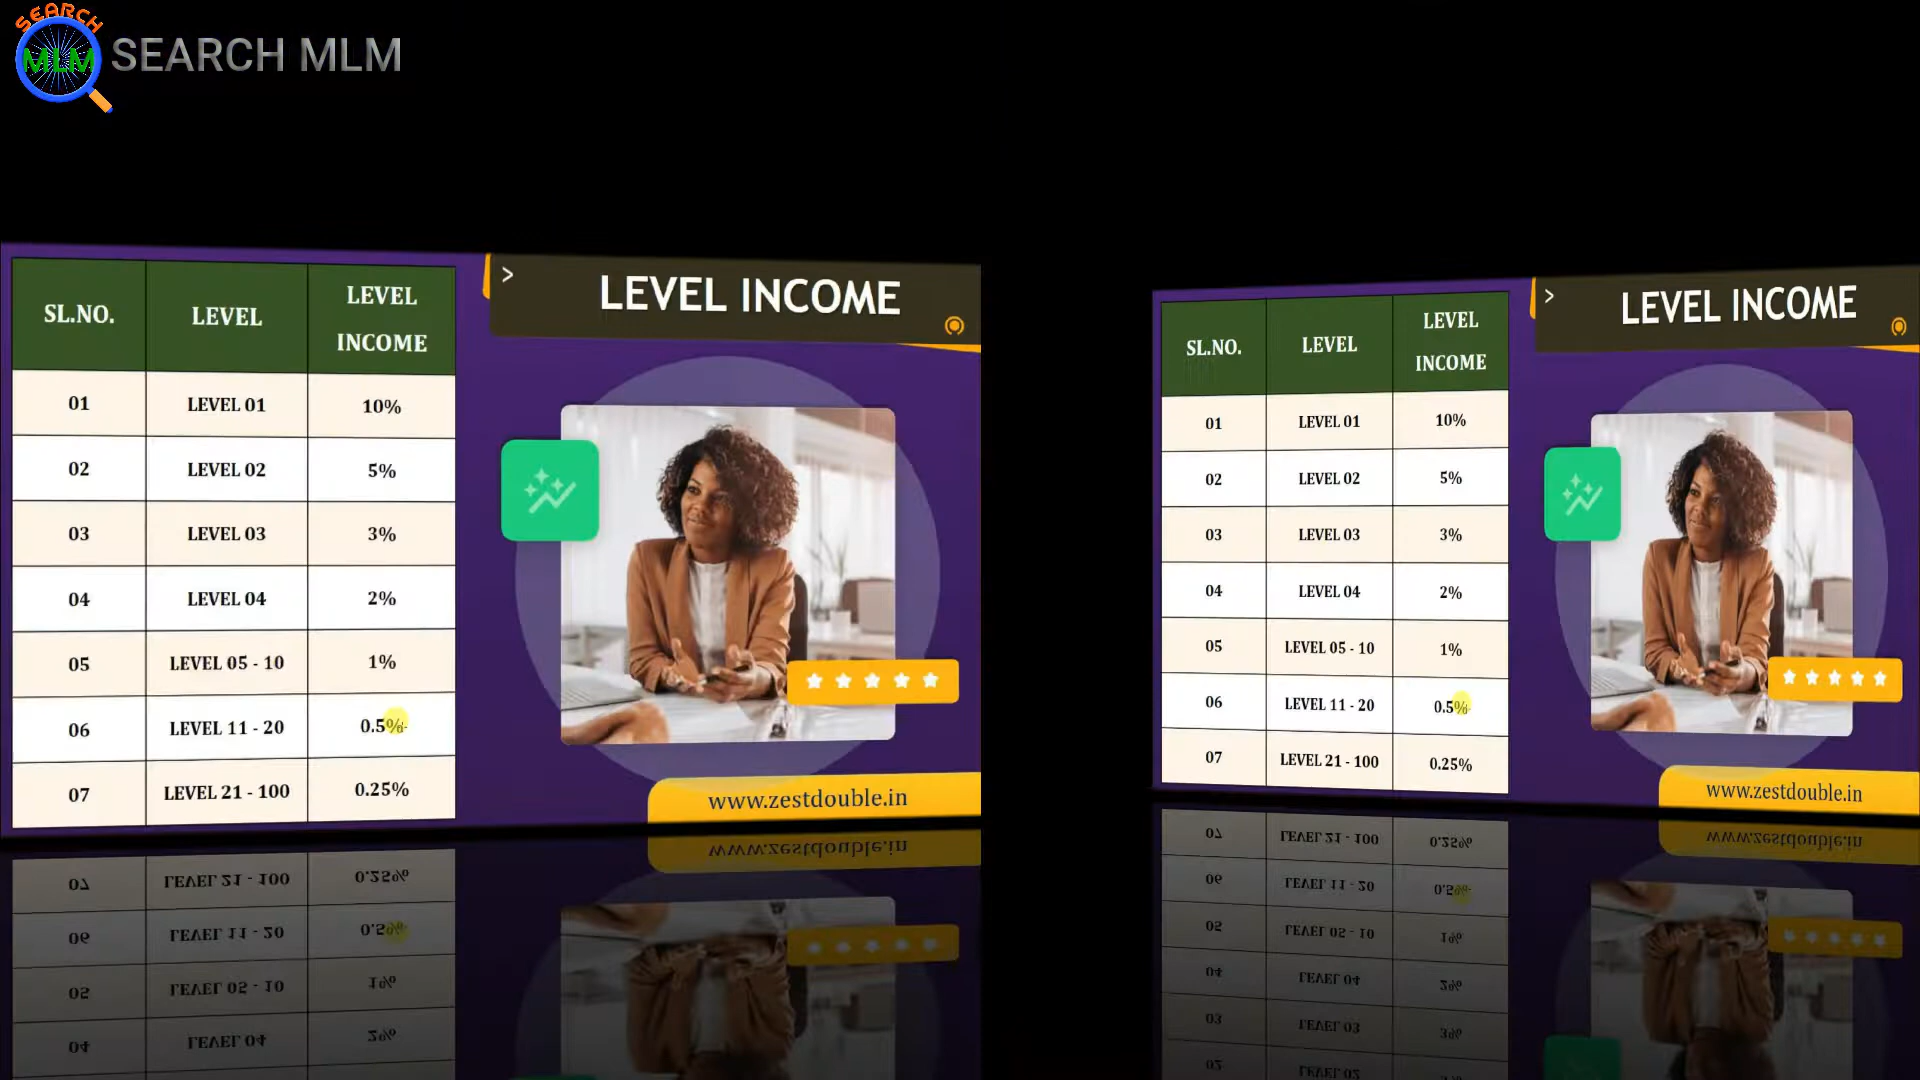 SEARCH
MLM
SEARCH MLM
SL.NO. LEVEL LEVEL INCOME
01 LEVEL 01 10%
02 LEVEL 02 5%
03 LEVEL 03 3%
04 LEVEL 04 2%
05 LEVEL 05 - 10 1%
06 LEVEL 11 - 20 0.5%
07 LEVEL 21 - 100 0.25%
> LEVEL INCOME
www.zestdouble.in
SL.NO. LEVEL LEVEL INCOME
01 LEVEL 01 10%
02 LEVEL 02 5%
03 LEVEL 03 3%
04 LEVEL 04 2%
05 LEVEL 05 - 10 1%
06 LEVEL 11 - 20 0.5%
07 LEVEL 21 - 100 0.25%
> LEVEL INCOME
www.zestdouble.in